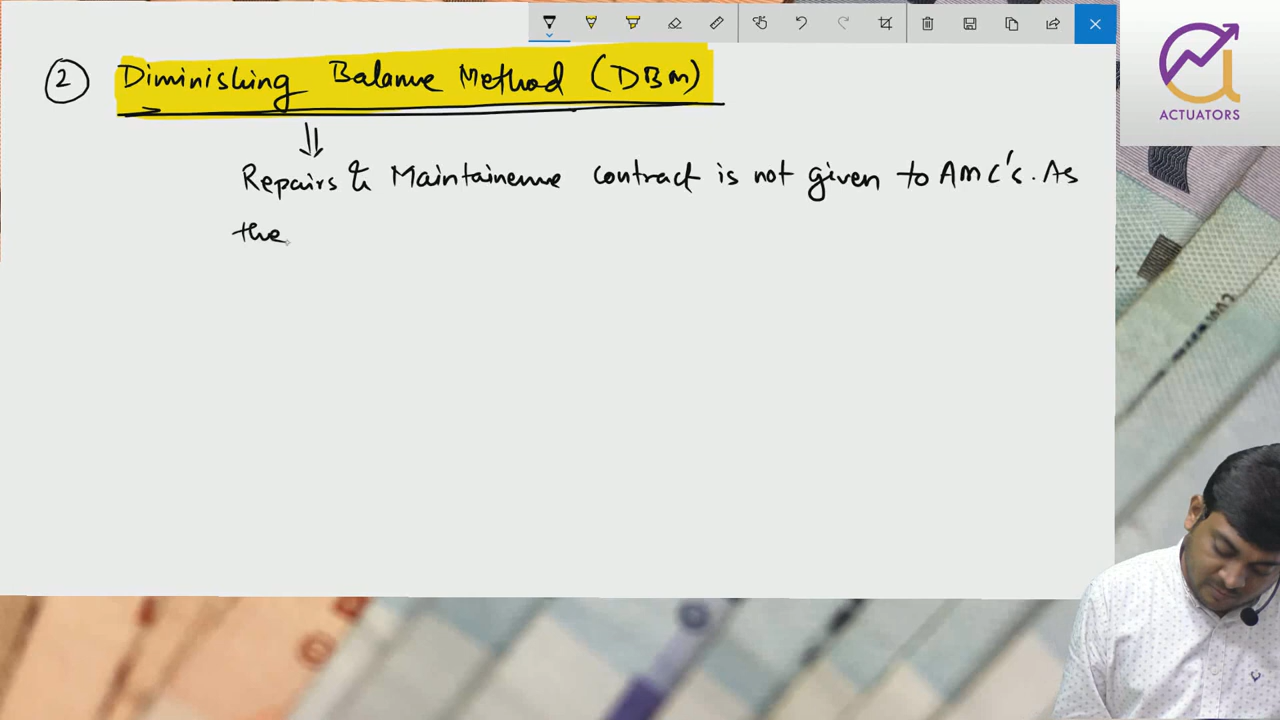 ② Diminishing Balance Method (DBM)
Repairs & Maintainence contract is not given to AMC's. As
the
ACTUATORS